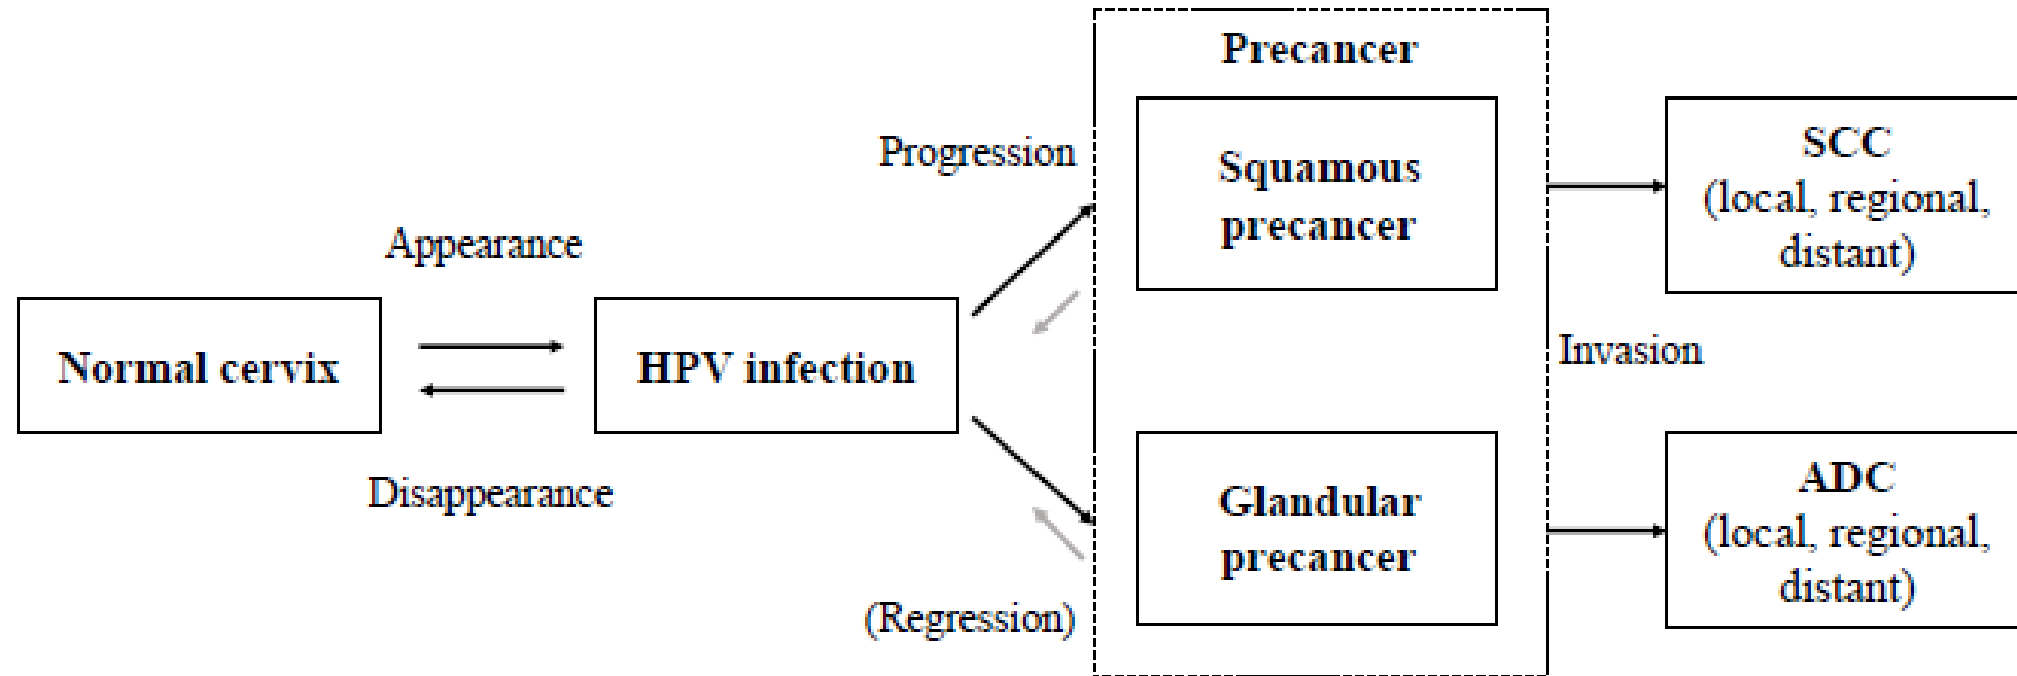 Precancer
Progression
Squamous
precancer
SCC
(local, regional,
distant)
Appearance
Normal cervix
HPV infection
Invasion
Disappearance
Glandular
precancer
ADC
(local, regional,
distant)
(Regression)